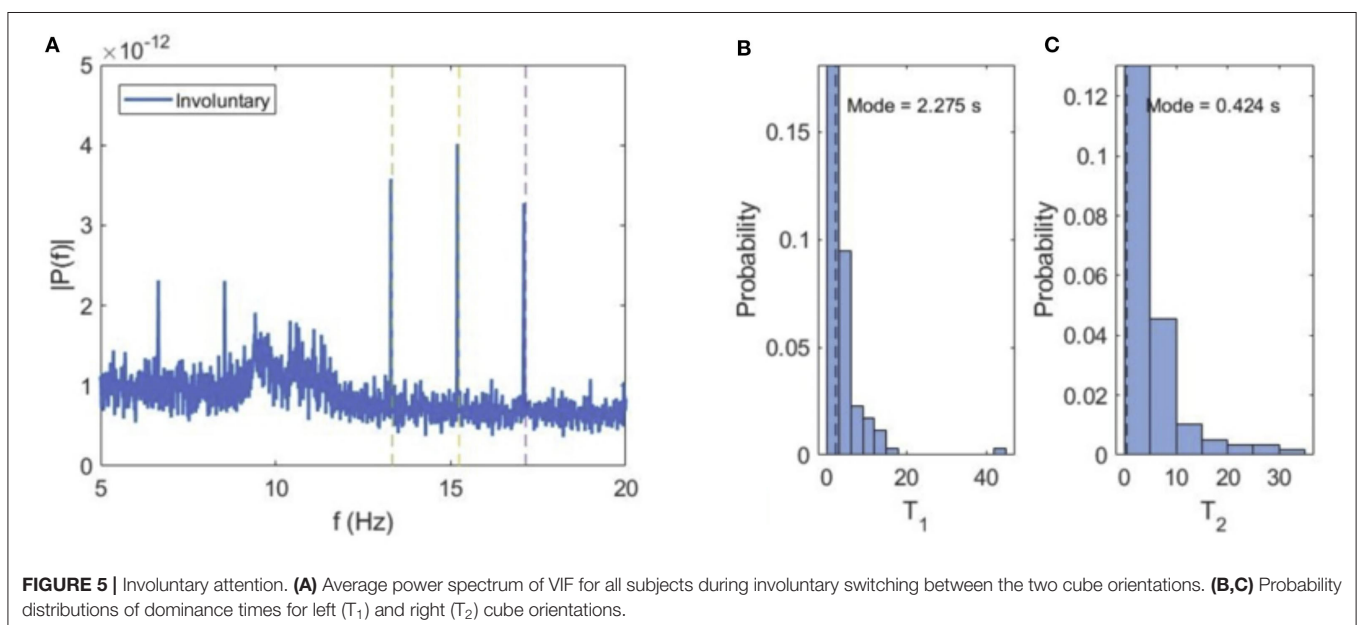 A
×10⁻¹²
5
4
3
2
1
0
|P(f)|
Involuntary
5 10 15 20
f (Hz)
B
Mode = 2.275 s
0.15
0.1
0.05
0
Probability
0 20 40
T₁
C
Mode = 0.424 s
0.12
0.1
0.08
0.06
0.04
0.02
0
Probability
0 10 20 30
T₂
FIGURE 5 | Involuntary attention. (A) Average power spectrum of VIF for all subjects during involuntary switching between the two cube orientations. (B,C) Probability
distributions of dominance times for left (T₁) and right (T₂) cube orientations.